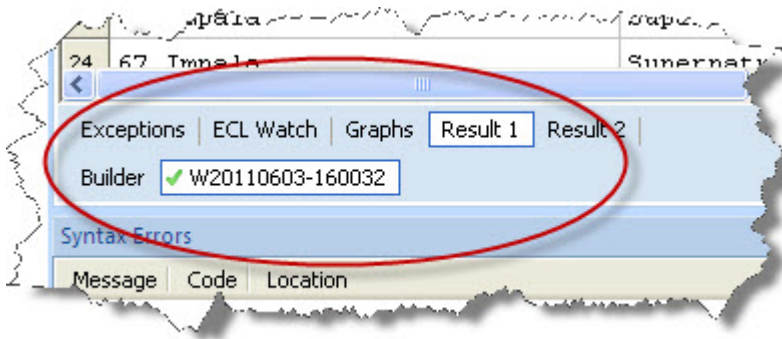 24 67 Impala Supernatu
Exceptions ECL Watch Graphs Result 1 Result 2
Builder W20110603-160032
Syntax Errors
Message Code Location